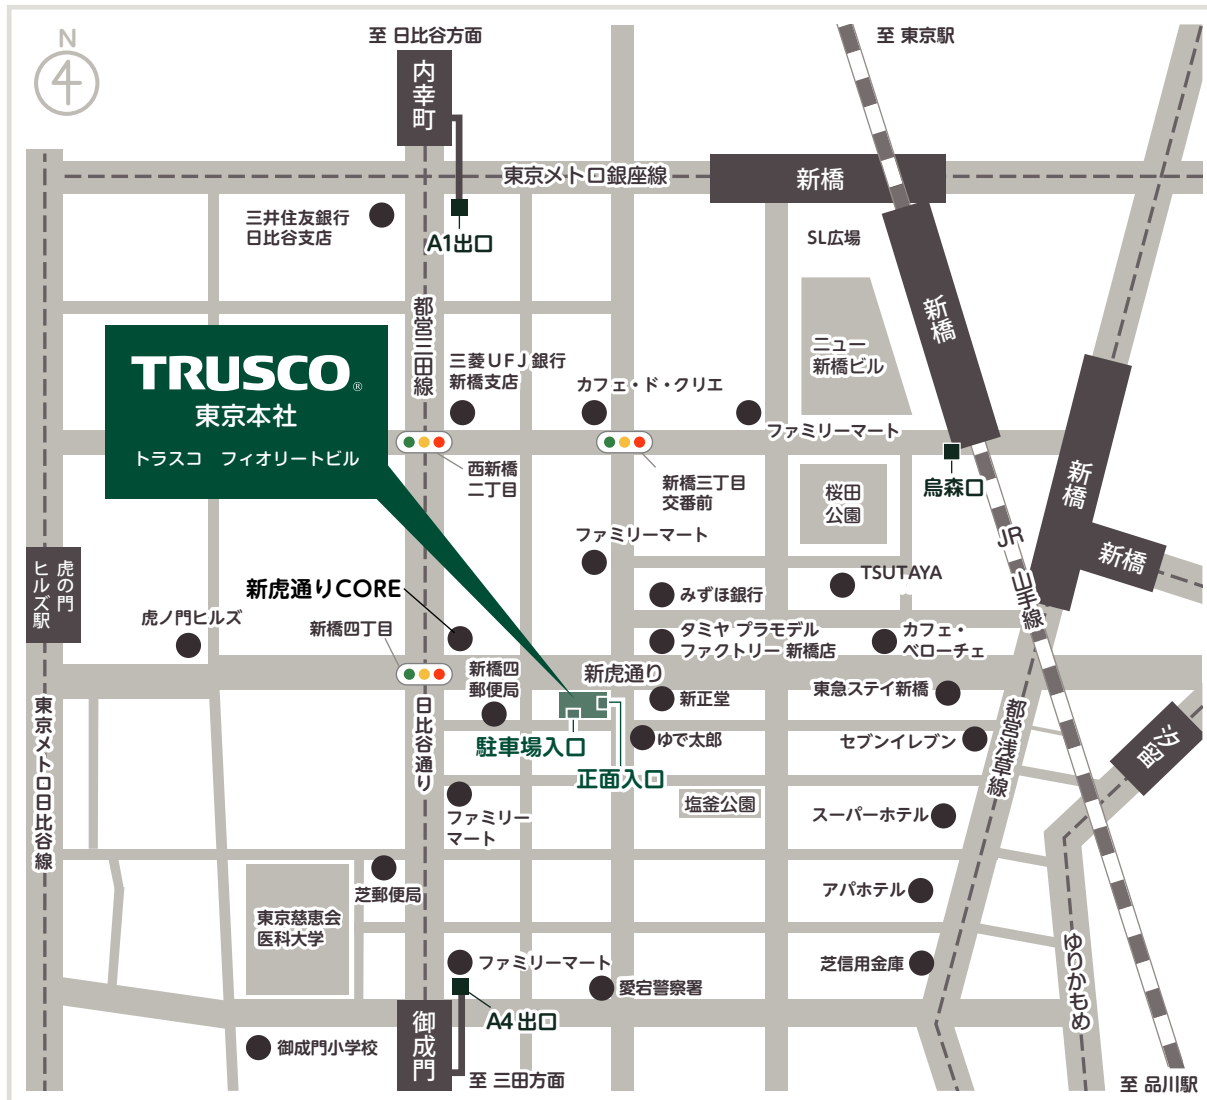 N
至 日比谷方面
至 東京駅
内幸町
東京メトロ銀座線
新橋
三井住友銀行
日比谷支店
A1出口
SL広場
新橋
都営三田線
TRUSCO®
東京本社
トラスコ フィオリートビル
三菱UFJ銀行
新橋支店
カフェ・ド・クリエ
ニュー
新橋ビル
ファミリーマート
西新橋
二丁目
新橋三丁目
交番前
桜田
公園
烏森口
新橋
新橋
JR 山手線
ファミリーマート
TSUTAYA
虎の門
ヒルズ駅
新虎通りCORE
みずほ銀行
虎ノ門ヒルズ
新橋四丁目
タミヤ プラモデル
ファクトリー 新橋店
カフェ・
ベローチェ
新橋四
郵便局
新虎通り
新正堂
東急ステイ新橋
東京メトロ日比谷線
日比谷通り
駐車場入口
正面入口
ゆで太郎
セブンイレブン
都営浅草線
汐留
塩釜公園
スーパーホテル
ファミリー
マート
芝郵便局
アパホテル
東京慈恵会
医科大学
ファミリーマート
芝信用金庫
ゆりかもめ
愛宕警察署
A4 出口
御成門
御成門小学校
至 三田方面
至 品川駅